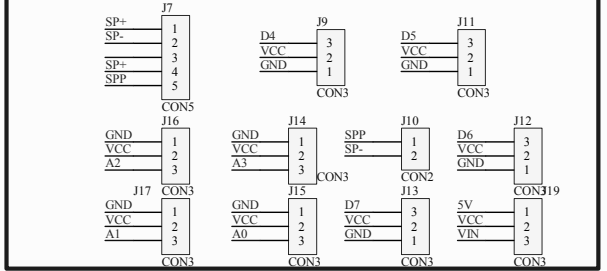 J7
SP+ 1
SP- 2
3
SP+ 4
SPP 5
CON5
J9
D4 3
VCC 2
GND 1
CON3
J11
D5 3
VCC 2
GND 1
CON3
J16
GND 1
VCC 2
A2 3
CON3
J14
GND 1
VCC 2
A3 3
CON3
J10
SPP 1
SP- 2
CON2
J12
D6 3
VCC 2
GND 1
CON3
J17
GND 1
VCC 2
A1 3
CON3
J15
GND 1
VCC 2
A0 3
CON3
J13
D7 3
VCC 2
GND 1
CON3
J19
5V 1
VCC 2
VIN 3
CON3